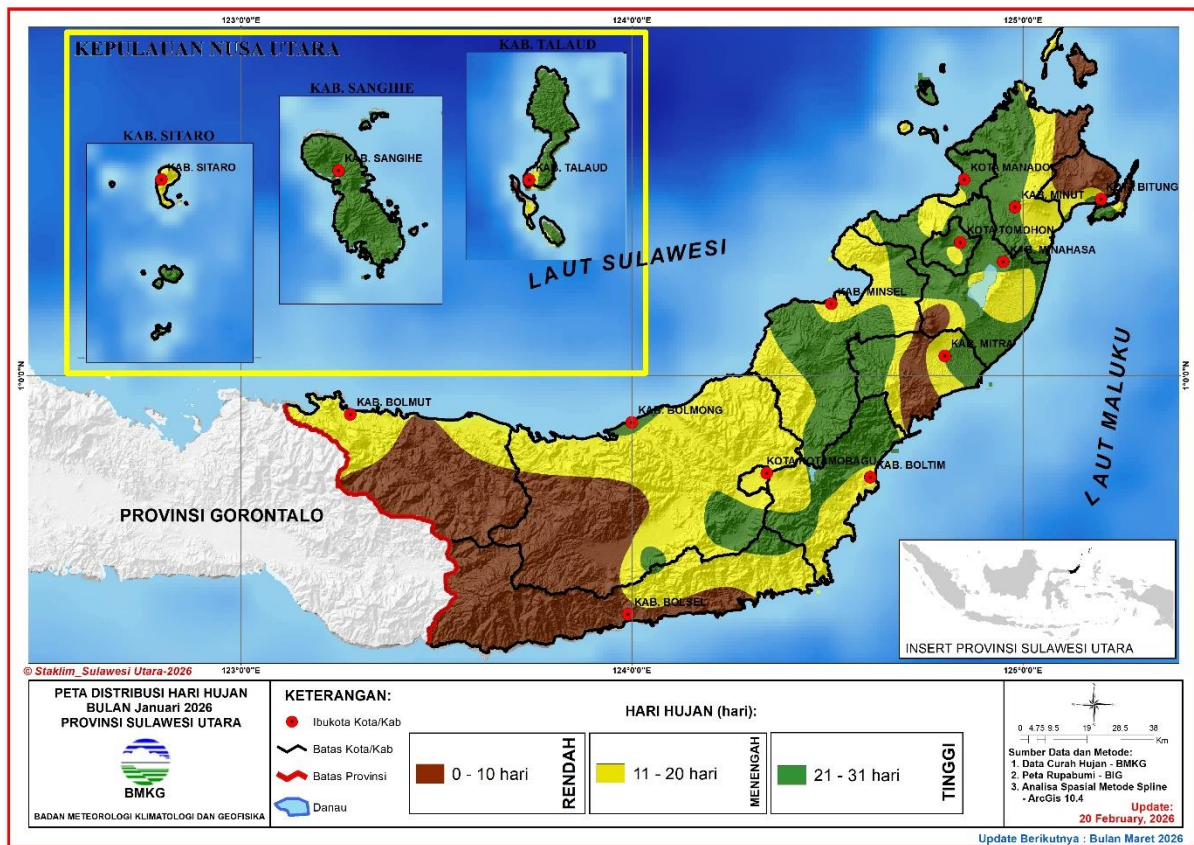 123°0'0"E
124°0'0"E
125°0'0"E
KEPULAUAN NUSA UTARA
KAB. TALAUD
KAB. SANGIHE
KAB. SITARO
KAB. SITARO
KAB. SANGIHE
KAB. TALAUD
KOTA MANADO
KOTA BITUNG
KAB. MINUT
KOTA TOMOHON
KAB. MINAHASA
LAUT SULAWESI
KAB. MINSEL
KAB. MITRA
LAUT MALUKU
1°0'0"N
1°0'0"N
KAB. BOLMUT
KAB. BOLMONG
KOTA KOTAMOBAGU
KAB. BOLTIM
PROVINSI GORONTALO
KAB. BOLSEL
INSERT PROVINSI SULAWESI UTARA
© Staklim_Sulawesi Utara-2026
123°0'0"E
124°0'0"E
125°0'0"E
PETA DISTRIBUSI HARI HUJAN
BULAN Januari 2026
PROVINSI SULAWESI UTARA
BMKG
BADAN METEOROLOGI KLIMATOLOGI DAN GEOFISIKA
KETERANGAN:
Ibukota Kota/Kab
Batas Kota/Kab
Batas Provinsi
Danau
HARI HUJAN (hari):
0 - 10 hari
RENDAH
11 - 20 hari
MENENGAH
21 - 31 hari
TINGGI
0 4.75 9.5 19 28.5 38
Km
Sumber Data dan Metode:
1. Data Curah Hujan - BMKG
2. Peta Rupabumi - BIG
3. Analisa Spasial Metode Spline
- ArcGis 10.4
Update:
20 February, 2026
Update Berikutnya : Bulan Maret 2026